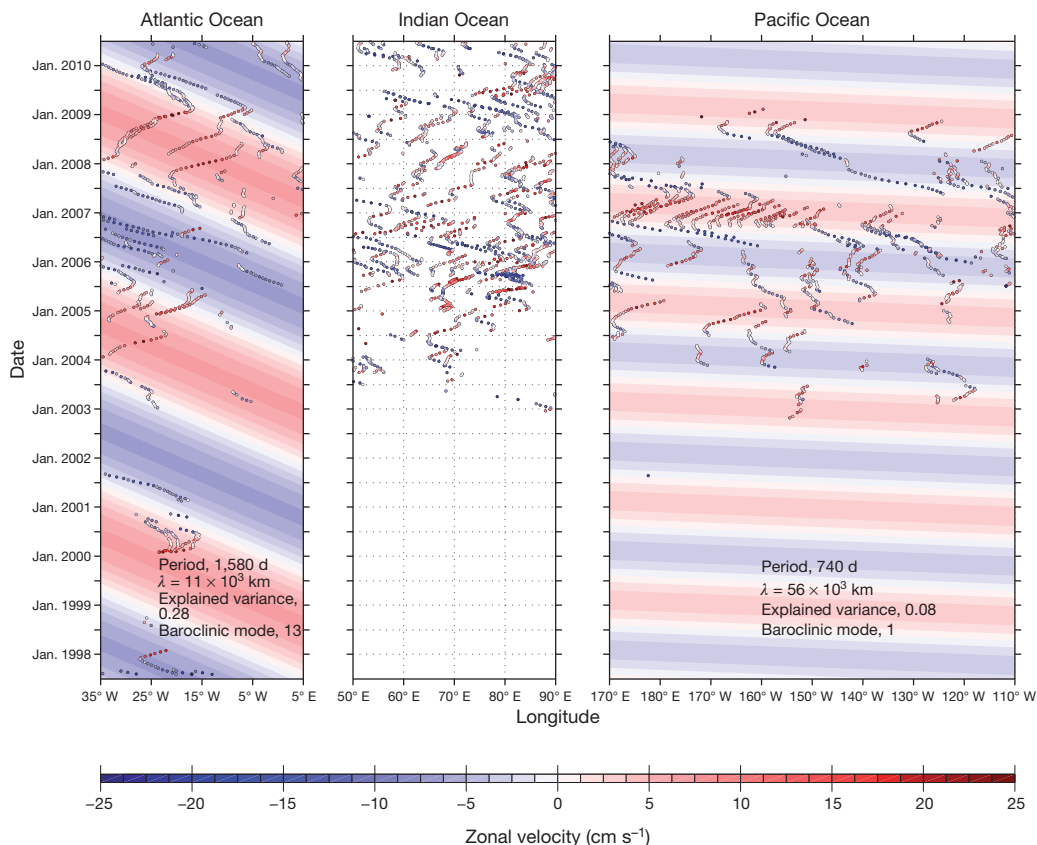 Atlantic Ocean
Indian Ocean
Pacific Ocean
Date
Jan. 2010
Jan. 2009
Jan. 2008
Jan. 2007
Jan. 2006
Jan. 2005
Jan. 2004
Jan. 2003
Jan. 2002
Jan. 2001
Jan. 2000
Jan. 1999
Jan. 1998
Period, 1,580 d
λ = 11 × 10³ km
Explained variance,
0.28
Baroclinic mode, 13
Period, 740 d
λ = 56 × 10³ km
Explained variance, 0.08
Baroclinic mode, 1
35° W 25° W 15° W 5° W 5° E
50° E 60° E 70° E 80° E 90° E
170° E 180° E 170° W 160° W 150° W 140° W 130° W 120° W 110° W
Longitude
−25 −20 −15 −10 −5 0 5 10 15 20 25
Zonal velocity (cm s⁻¹)